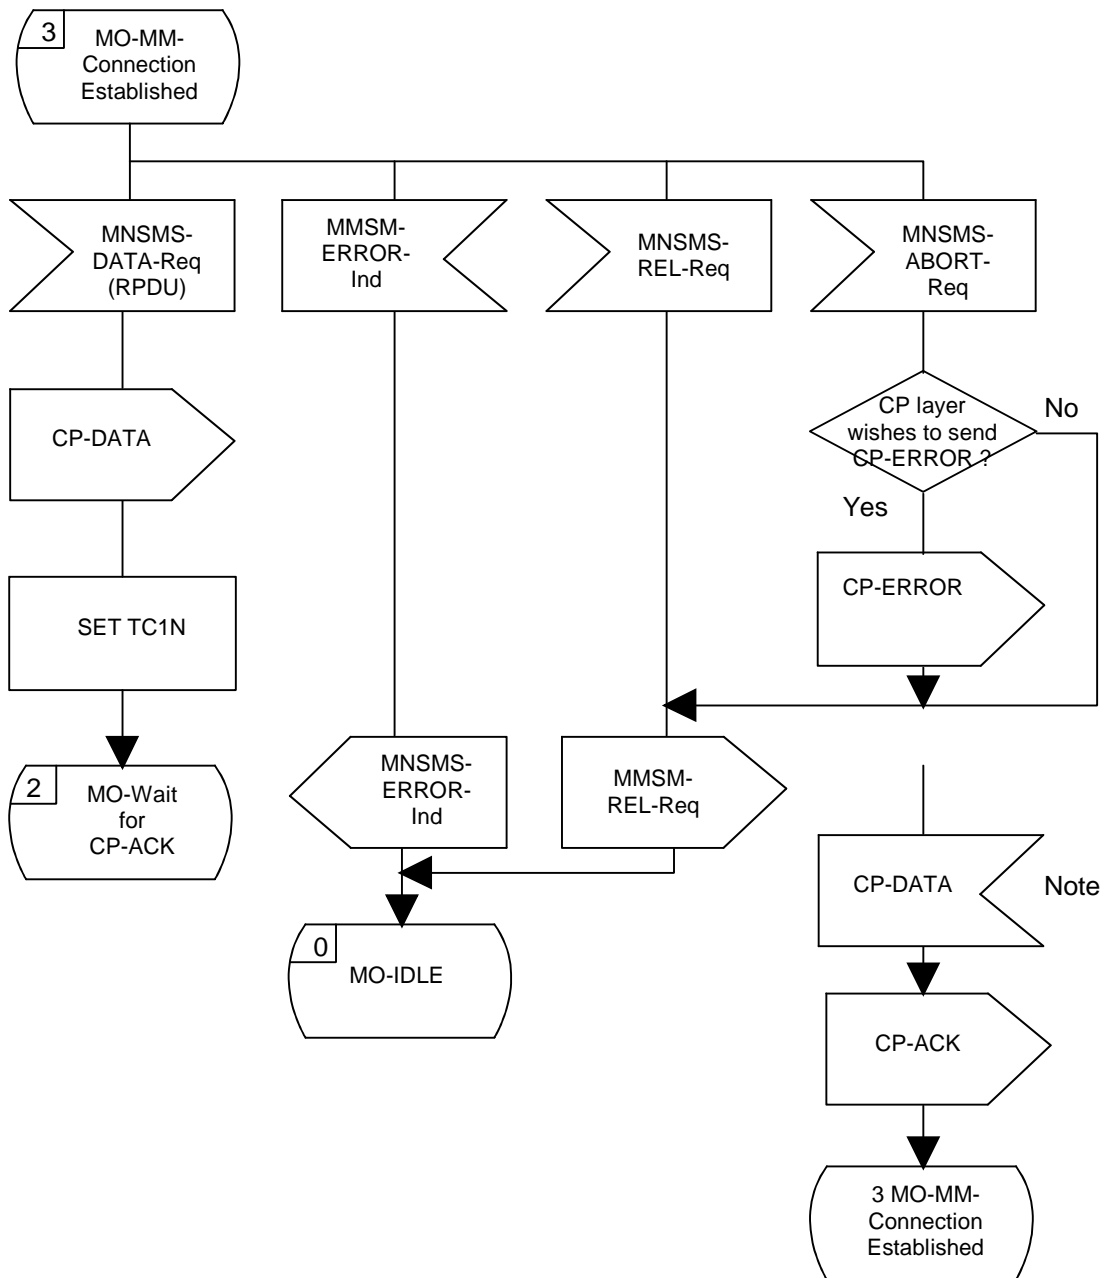 3
MO-MM-
Connection
Established
MNSMS-
DATA-Req
(RPDU)
MMSM-
ERROR-
Ind
MNSMS-
REL-Req
MNSMS-
ABORT-
Req
CP-DATA
CP layer
wishes to send
CP-ERROR ?
No
Yes
CP-ERROR
SET TC1N
2
MO-Wait
for
CP-ACK
MNSMS-
ERROR-
Ind
MMSM-
REL-Req
CP-DATA
Note
0
MO-IDLE
CP-ACK
3 MO-MM-
Connection
Established